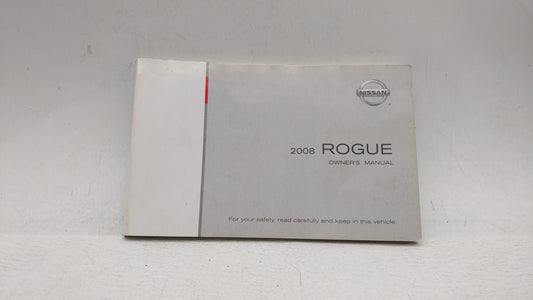 NISSAN
2008 ROGUE
OWNER'S MANUAL
For your safety, read carefully and keep in this vehicle.